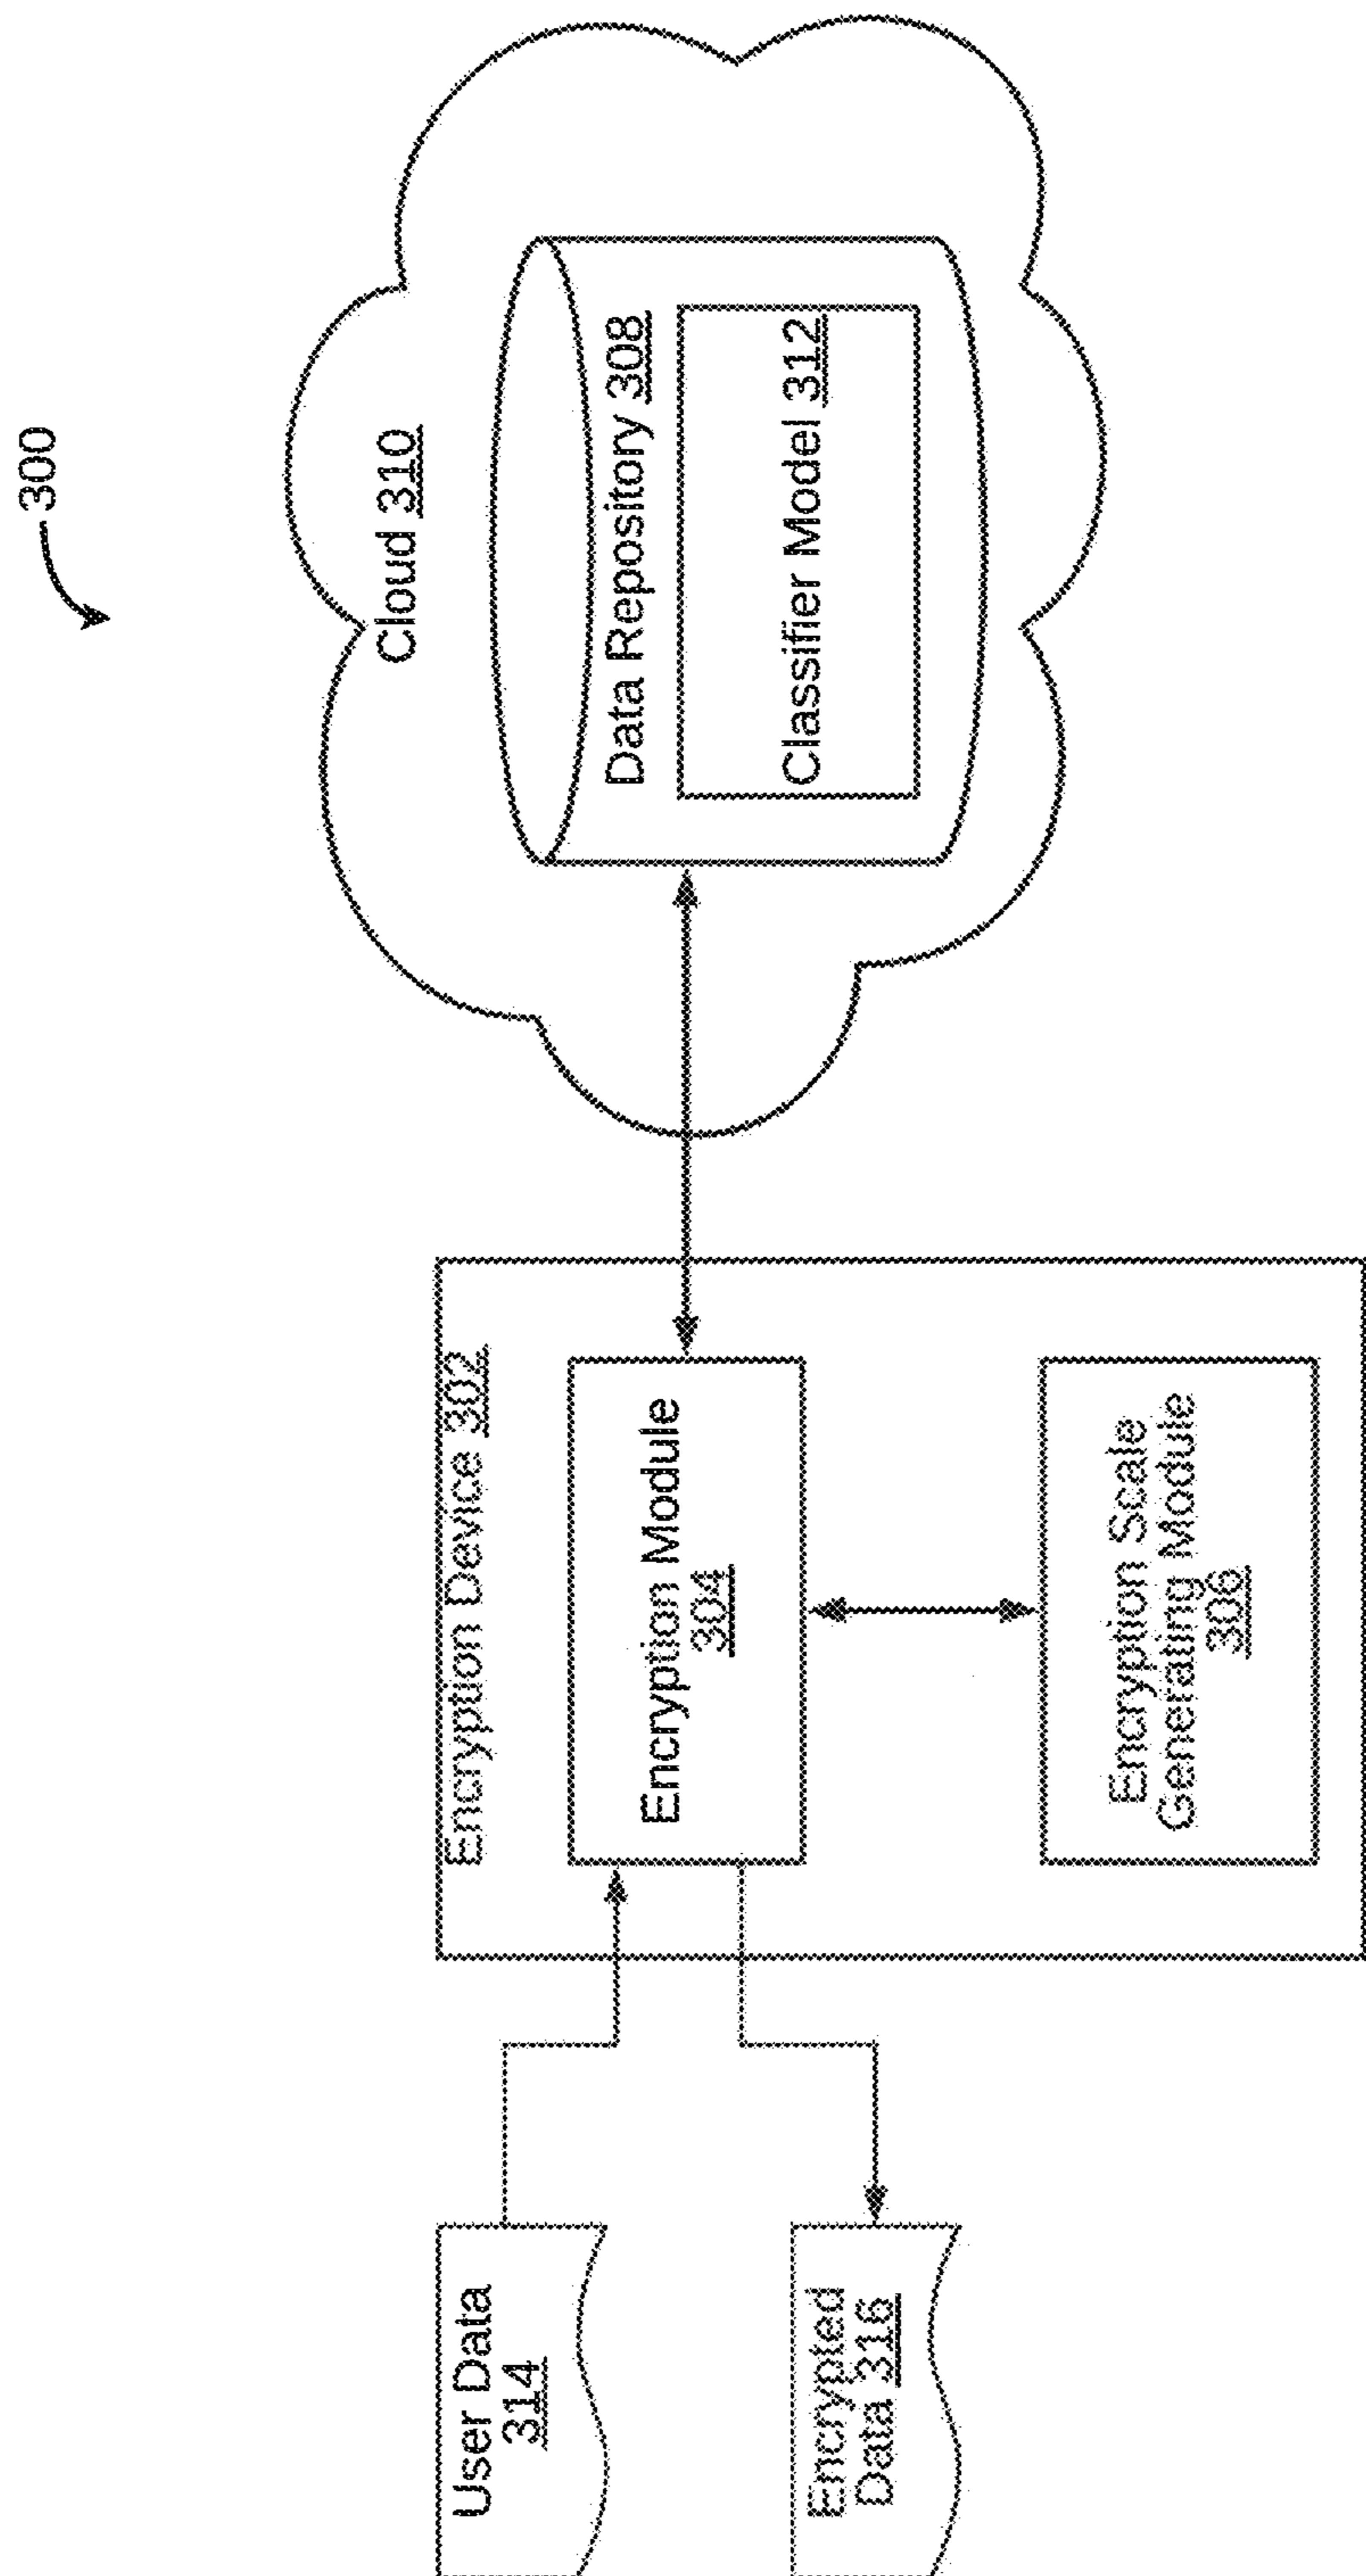 300
Cloud 310
Data Repository 308
Classifier Model 312
Encryption Device 302
Encryption Module
304
Encryption Scale
Generating Module
306
User Data
314
Encrypted
Data 316